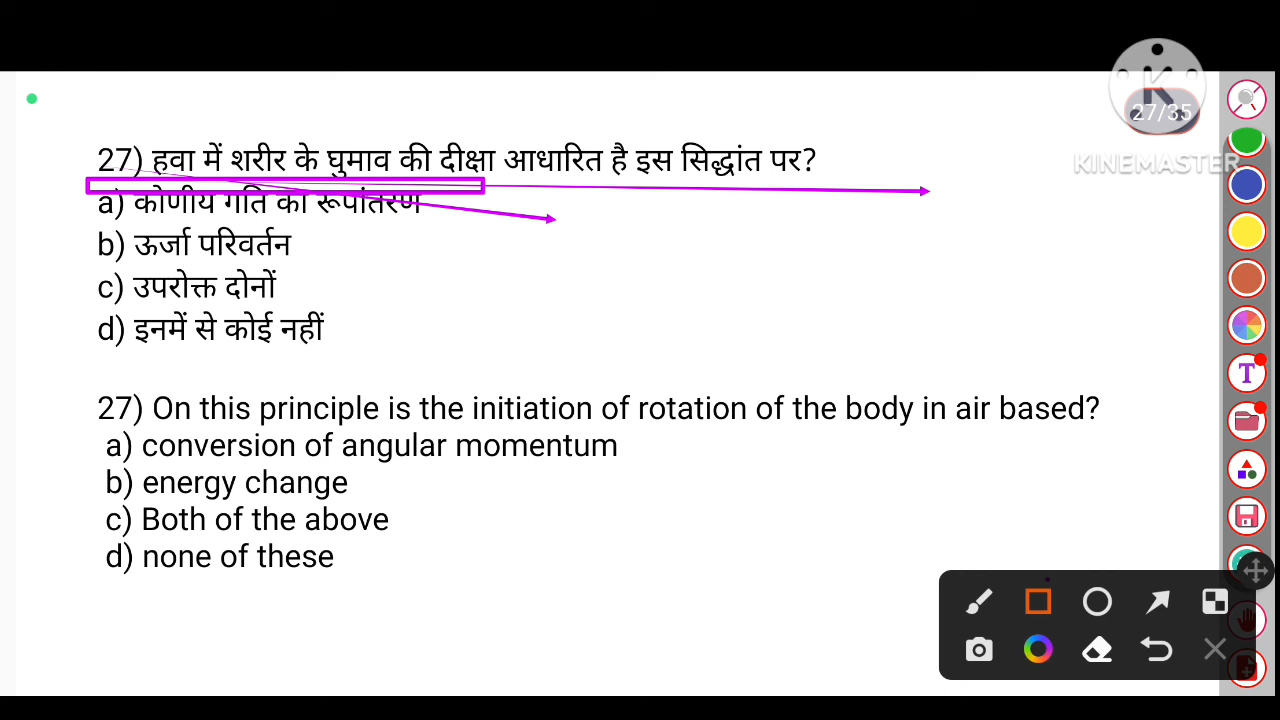 27/35
KINEMASTER
27) हवा में शरीर के घुमाव की दीक्षा आधारित है इस सिद्धांत पर?
a) कोणीय गति का रूपांतरण
b) ऊर्जा परिवर्तन
c) उपरोक्त दोनों
d) इनमें से कोई नहीं
27) On this principle is the initiation of rotation of the body in air based?
a) conversion of angular momentum
b) energy change
c) Both of the above
d) none of these
T